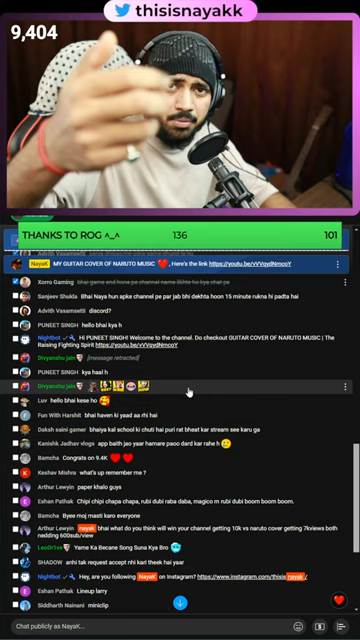 thisisnayakk
9,404
THANKS TO ROG ^_^ 136 101
NayaK MY GUITAR COVER OF NARUTO MUSIC ❤️, Here's the link https://youtu.be/vVVqydNmcoY
Xorro Gaming bhai game and hone pe channel name likhte hu kya chat pe
Sanjeev Shukla Bhai Naya hun apke channel pe par jab bhi dekhta hoon 15 minute rukna hi padta hai
Advith Vasamsetti discord?
PUNEET SINGH hello bhai kya h
Nightbot Hi PUNEET SINGH! Welcome to the channel. Do checkout GUITAR COVER OF NARUTO MUSIC | The Raising Fighting Spirit https://youtu.be/vVVqydNmcoY
Divyanshu jain [message retracted]
PUNEET SINGH kya haal h
Divyanshu jain
Luv hello bhai kese ho 🥰
Fun With Harshit bhai haven ki yaad aa rhi hai
Daksh saini gamer bhaiya kal school ki chuti hai puri rat bheat kar stream see karu ga
Kanishk Jadhav vlogs app baith jao yaar hamare paoo dard kar rahe h 🙂
Bamcha Congrats on 9.4K ❤️❤️
Keshav Mishra what's up remember me ?
Arthur Lewyin paper khalo guys
Eshan Pathak Chipi chipi chapa chapa, rubi dubi raba daba, magico m rubi dubi boom boom boom.
Bamcha Byee moj masti karo everyone
Arthur Lewyin nayak bhai what do you think will win your channel getting 10k vs naruto cover getting 7kviews both nedding 600sub/view
LeoDr1ve Yame Ka Becane Song Suna Kya Bro 🥶
SHADOW anhi tak request accept nhi kari theek hai yaar
Nightbot Hey, are you following NayaK on Instagram? https://www.instagram.com/thisisnayak/
Eshan Pathak Lineup larry
Siddharth Nainani miniclip
Chat publicly as NayaK...